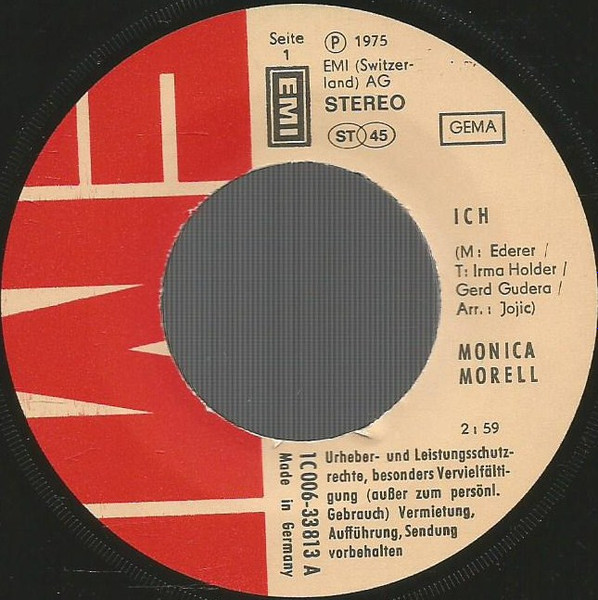 Seite
1
Ⓟ 1975
EMI (Switzer-
land) AG
STEREO
EMI
ST 45
GEMA
ICH
(M: Ederer /
T: Irma Holder /
Gerd Gudera /
Arr.: Jojic)
MONICA
MORELL
2:59
Urheber- und Leistungsschutz-
rechte, besonders Vervielfälti-
gung (außer zum persönl.
Gebrauch) Vermietung,
Aufführung, Sendung
vorbehalten
1C 006-33813 A
Made in Germany